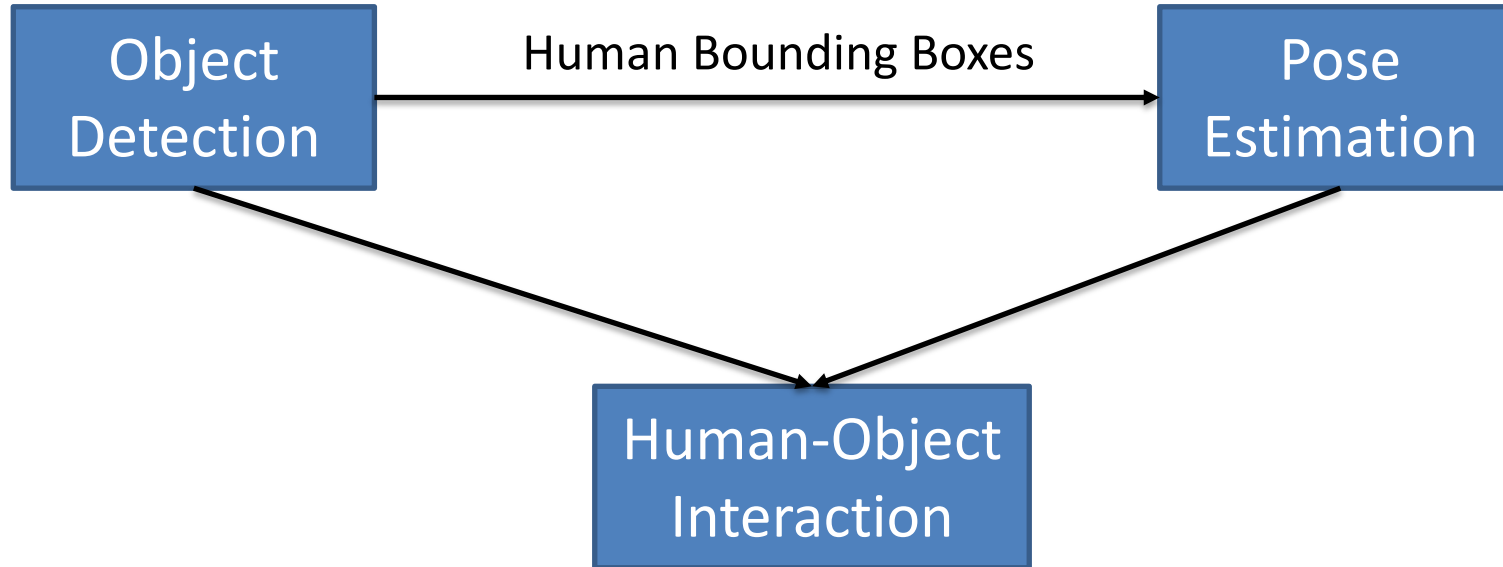 Object
Detection
Human Bounding Boxes
Pose
Estimation
Human-Object
Interaction